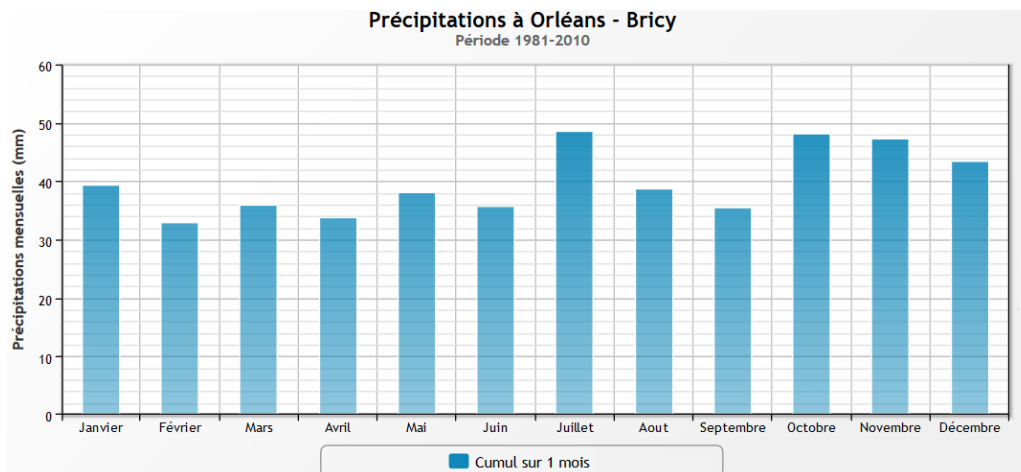 Précipitations à Orléans - Bricy
Période 1981-2010
Précipitations mensuelles (mm)
60
50
40
30
20
10
0
Janvier Février Mars Avril Mai Juin Juillet Aout Septembre Octobre Novembre Décembre
Cumul sur 1 mois